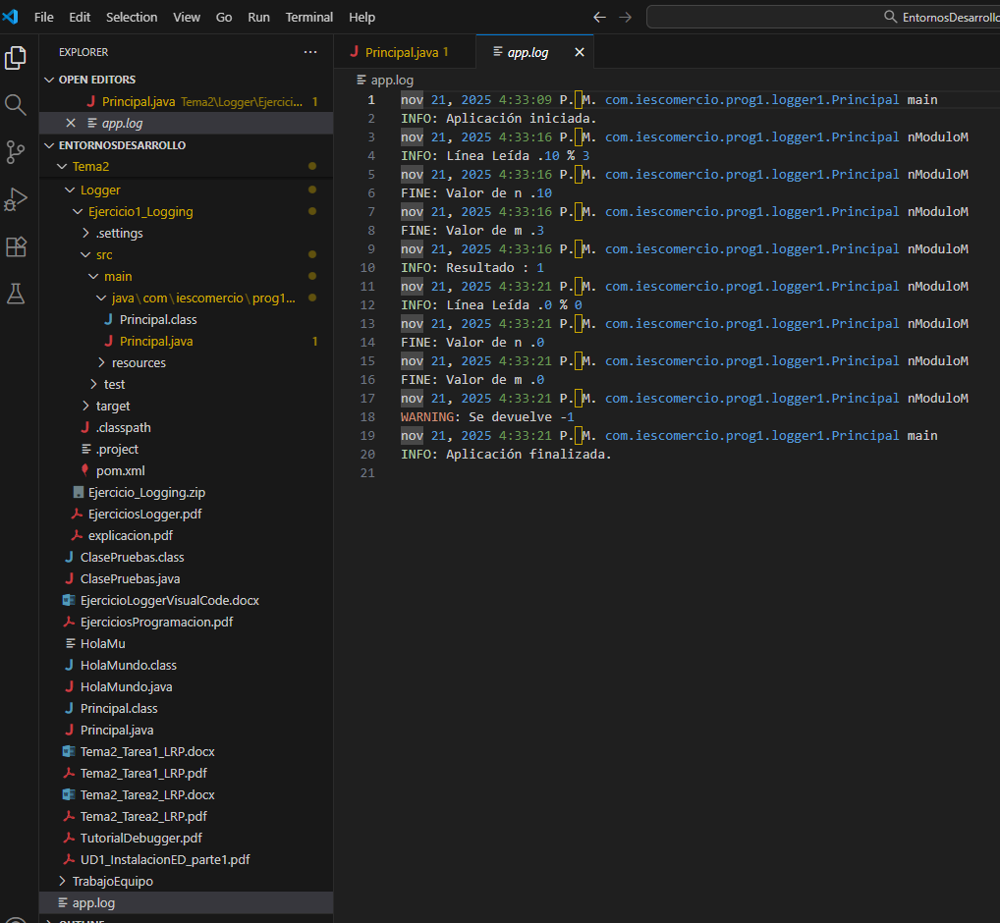 File Edit Selection View Go Run Terminal Help
EntornosDesarrollo
EXPLORER
OPEN EDITORS
Principal.java Tema2\Logger\Ejercici... 1
app.log
ENTORNOSDESARROLLO
Tema2
Logger
Ejercicio1_Logging
.settings
src
main
java\com\iescomercio\prog1...
Principal.class
Principal.java 1
resources
test
target
.classpath
.project
pom.xml
Ejercicio_Logging.zip
EjerciciosLogger.pdf
explicacion.pdf
ClasePruebas.class
ClasePruebas.java
EjercicioLoggerVisualCode.docx
EjerciciosProgramacion.pdf
HolaMu
HolaMundo.class
HolaMundo.java
Principal.class
Principal.java
Tema2_Tarea1_LRP.docx
Tema2_Tarea1_LRP.pdf
Tema2_Tarea2_LRP.docx
Tema2_Tarea2_LRP.pdf
TutorialDebugger.pdf
UD1_InstalacionED_parte1.pdf
TrabajoEquipo
app.log
OUTLINE
Principal.java 1 app.log
app.log
1 nov 21, 2025 4:33:09 P. M. com.iescomercio.prog1.logger1.Principal main
2 INFO: Aplicación iniciada.
3 nov 21, 2025 4:33:16 P. M. com.iescomercio.prog1.logger1.Principal nModuloM
4 INFO: Línea Leída .10 % 3
5 nov 21, 2025 4:33:16 P. M. com.iescomercio.prog1.logger1.Principal nModuloM
6 FINE: Valor de n .10
7 nov 21, 2025 4:33:16 P. M. com.iescomercio.prog1.logger1.Principal nModuloM
8 FINE: Valor de m .3
9 nov 21, 2025 4:33:16 P. M. com.iescomercio.prog1.logger1.Principal nModuloM
10 INFO: Resultado : 1
11 nov 21, 2025 4:33:21 P. M. com.iescomercio.prog1.logger1.Principal nModuloM
12 INFO: Línea Leída .0 % 0
13 nov 21, 2025 4:33:21 P. M. com.iescomercio.prog1.logger1.Principal nModuloM
14 FINE: Valor de n .0
15 nov 21, 2025 4:33:21 P. M. com.iescomercio.prog1.logger1.Principal nModuloM
16 FINE: Valor de m .0
17 nov 21, 2025 4:33:21 P. M. com.iescomercio.prog1.logger1.Principal nModuloM
18 WARNING: Se devuelve -1
19 nov 21, 2025 4:33:21 P. M. com.iescomercio.prog1.logger1.Principal main
20 INFO: Aplicación finalizada.
21